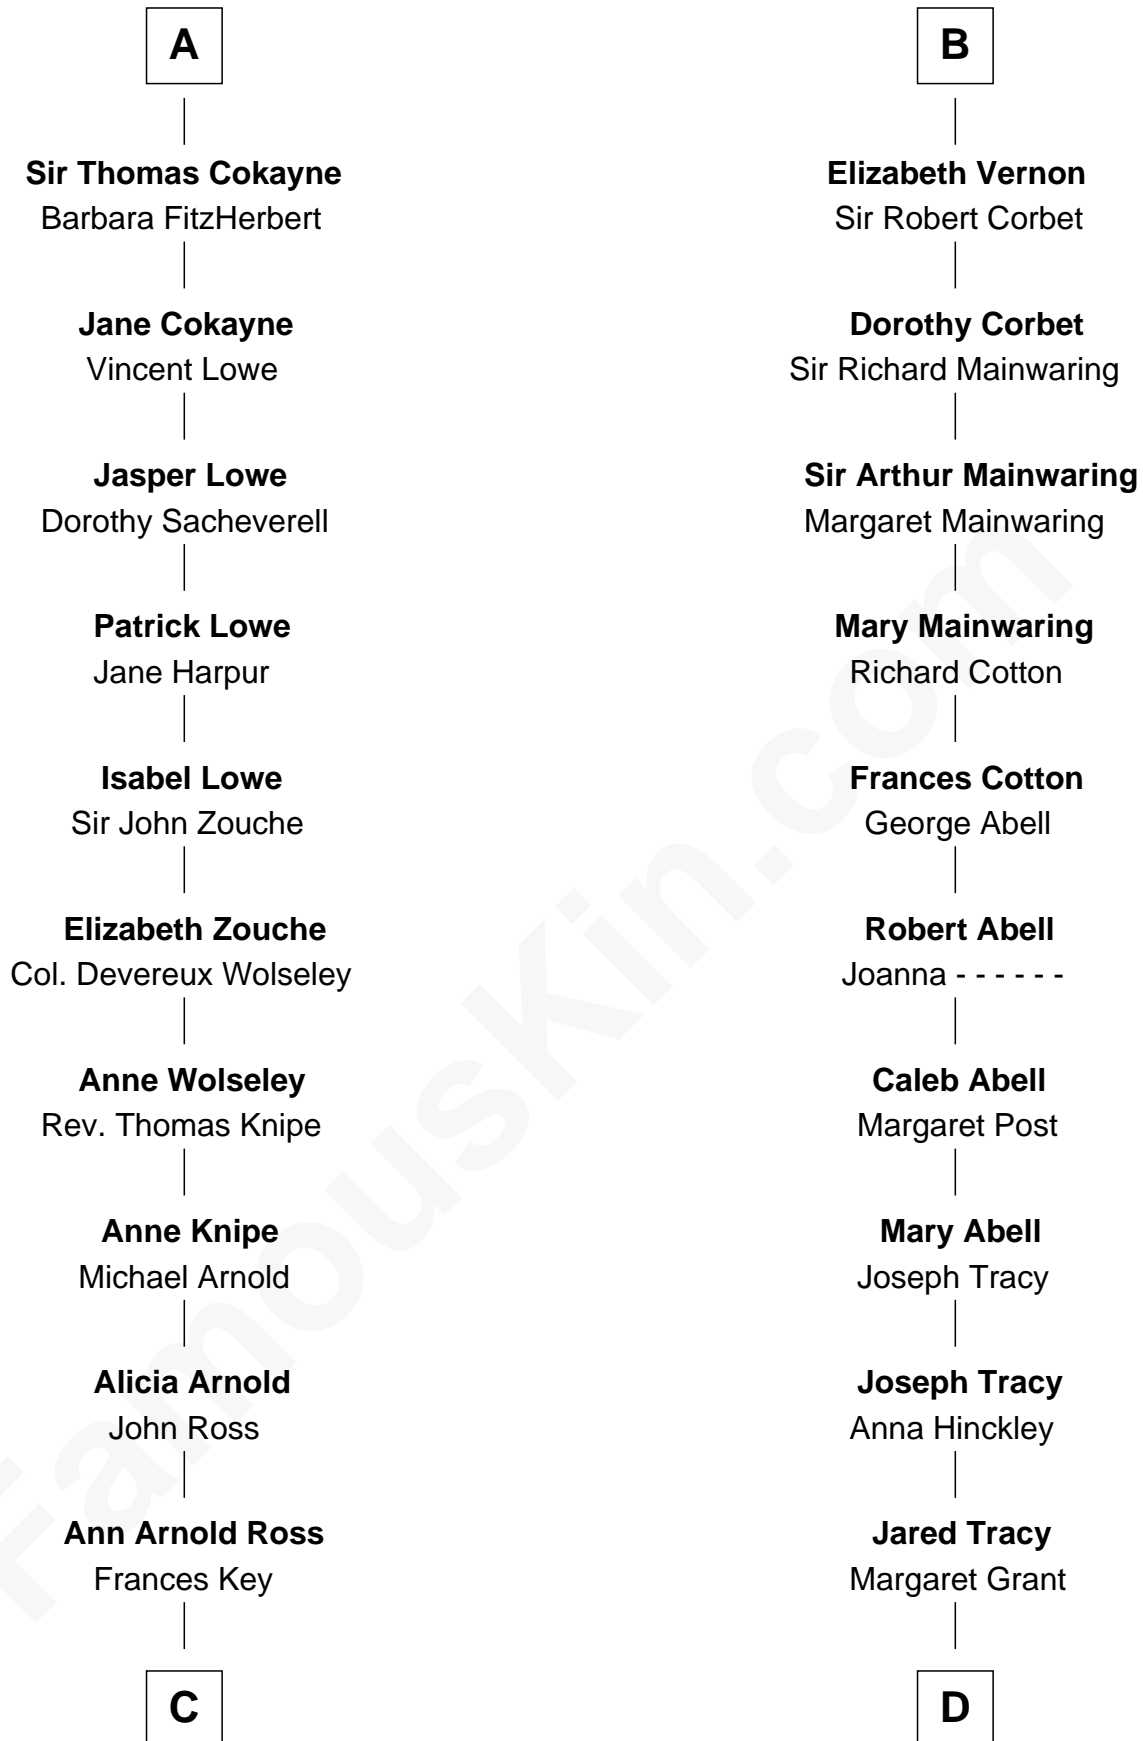 A
Sir Thomas Cokayne
Barbara FitzHerbert
Jane Cokayne
Vincent Lowe
Jasper Lowe
Dorothy Sacheverell
Patrick Lowe
Jane Harpur
Isabel Lowe
Sir John Zouche
Elizabeth Zouche
Col. Devereux Wolseley
Anne Wolseley
Rev. Thomas Knipe
Anne Knipe
Michael Arnold
Alicia Arnold
John Ross
Ann Arnold Ross
Frances Key
C
B
Elizabeth Vernon
Sir Robert Corbet
Dorothy Corbet
Sir Richard Mainwaring
Sir Arthur Mainwaring
Margaret Mainwaring
Mary Mainwaring
Richard Cotton
Frances Cotton
George Abell
Robert Abell
Joanna - - - - - -
Caleb Abell
Margaret Post
Mary Abell
Joseph Tracy
Joseph Tracy
Anna Hinckley
Jared Tracy
Margaret Grant
D
FamousKin.com